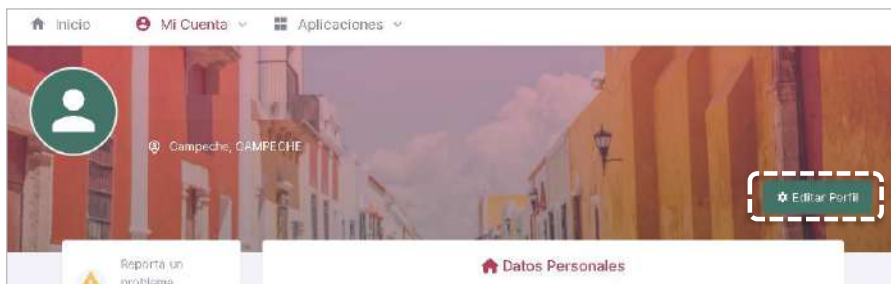 Inicio
Mi Cuenta
Aplicaciones
Campeche, CAMPECHE
Editar Perfil
Reporta un
problema
Datos Personales